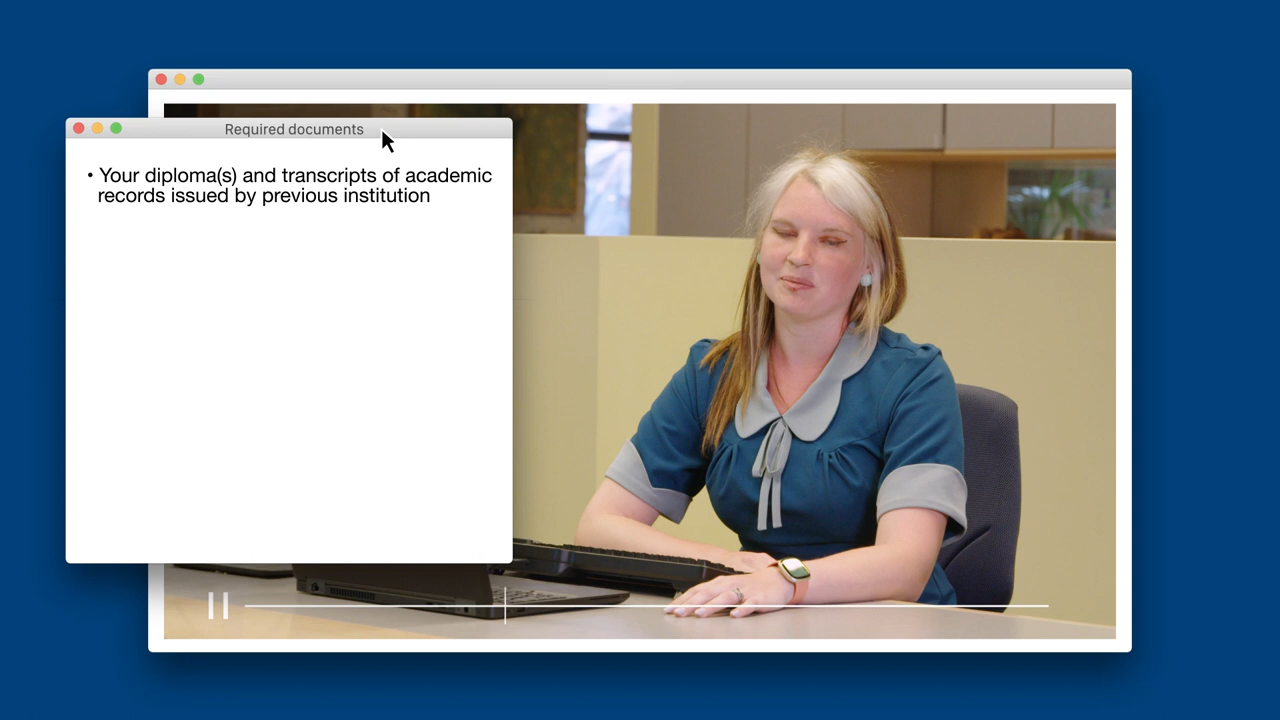 Required documents
• Your diploma(s) and transcripts of academic
records issued by previous institution